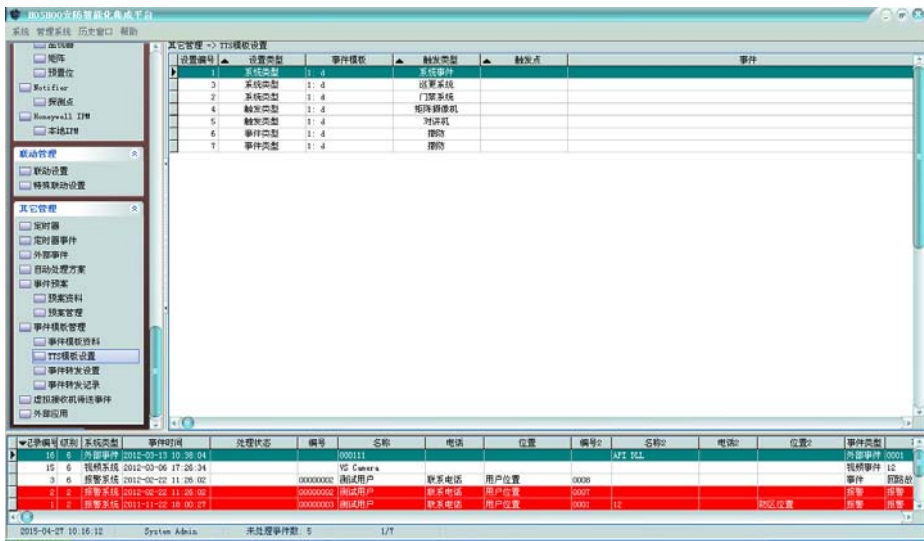 HOSHOO安防智能化集成平台
系统 管理系统 历史窗口 帮助
矩阵
预置位
Notifier
探测点
Honeywell IPM
本地IPM
联动管理
联动设置
特殊联动设置
其它管理
定时器
定时器事件
外部事件
自动处理方案
事件预案
预案资料
预案管理
事件模板管理
事件模板资料
TTS模板设置
事件转发设置
事件转发记录
虚拟接收机待送事件
外部应用
其它管理 -> TTS模板设置
设置编号 设置类型 事件模板 触发类型 触发点 事件
1 系统类型 1: d 系统事件
3 系统类型 1: d 巡更系统
2 系统类型 1: d 门禁系统
4 触发类型 1: d 矩阵摄像机
5 触发类型 1: d 对讲机
6 事件类型 1: d 撤防
7 事件类型 1: d 撤防
记录编号 级别 系统类型 事件时间 处理状态 编号 名称 电话 位置 编号2 名称2 电话2 位置2 事件类型
16 6 外部事件 2012-03-13 10:38:04 000111 API DLL 外部事件 0001
15 6 视频系统 2012-03-06 17:26:34 VS Camera 视频事件 12
3 6 报警系统 2012-02-22 11:26:02 00000002 测试用户 联系电话 用户位置 0008 事件 回路故
2 2 报警系统 2012-02-22 11:26:02 00000002 测试用户 联系电话 用户位置 0007 报警 报警
1 2 报警系统 2011-11-22 18:00:27 00000003 测试用户 联系电话 用户位置 0001 12 防区位置 报警 报警
2015-04-27 10:16:12 System Admin 未处理事件数: 5 1/7